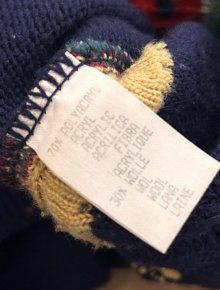 70% POLYACRYL
ACRYL
ACRYLIC
ACRILICA
FIBRA
ACRYLIQUE
30% WOLLE
WOL
WOOL
LANA
LAINE